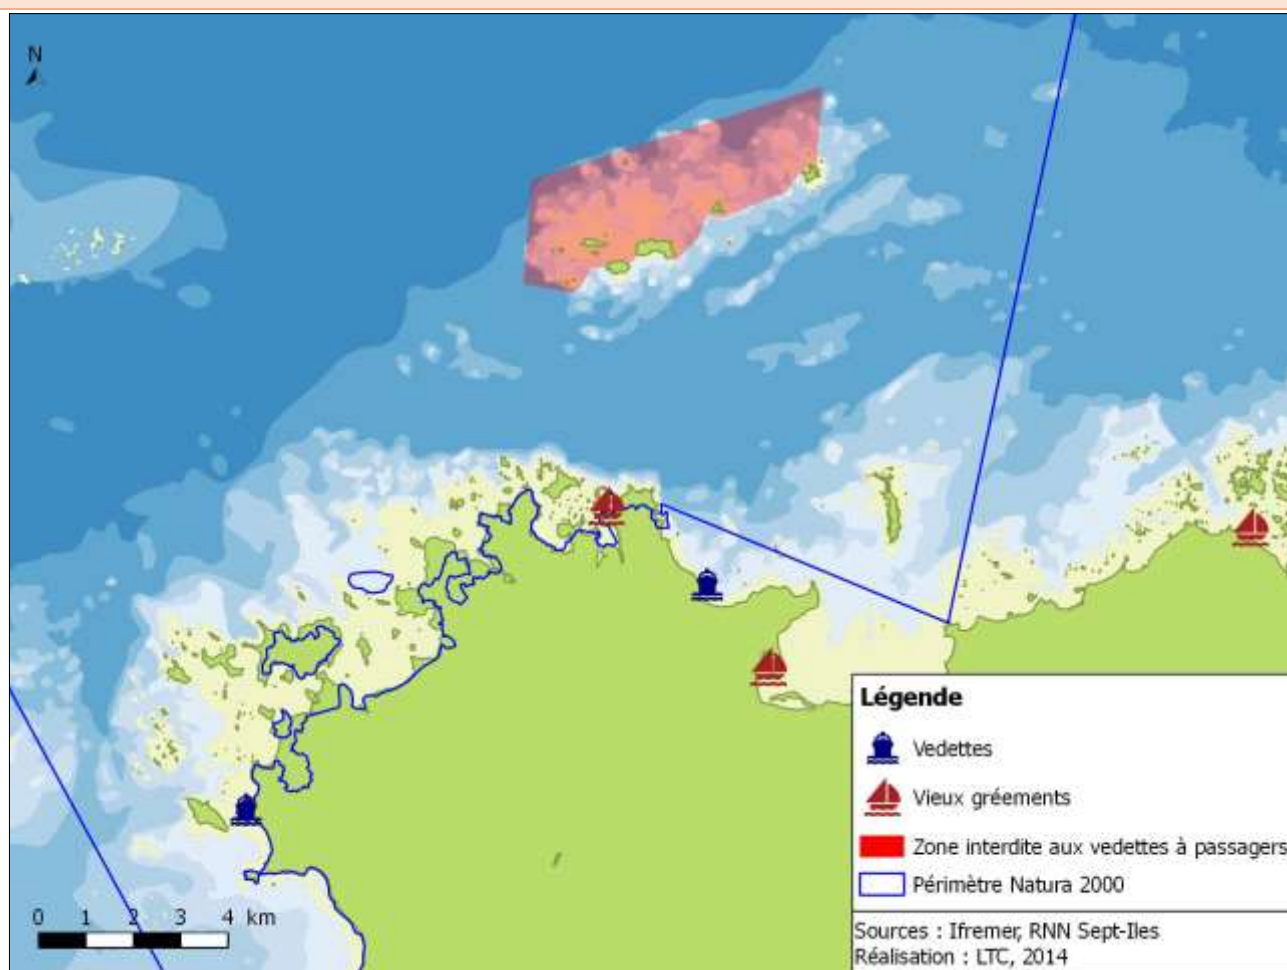 N
Légende
Vedettes
Vieux gréements
Zone interdite aux vedettes à passagers
Périmètre Natura 2000
0 1 2 3 4 km
Sources : Ifremer, RNN Sept-Iles
Réalisation : LTC, 2014